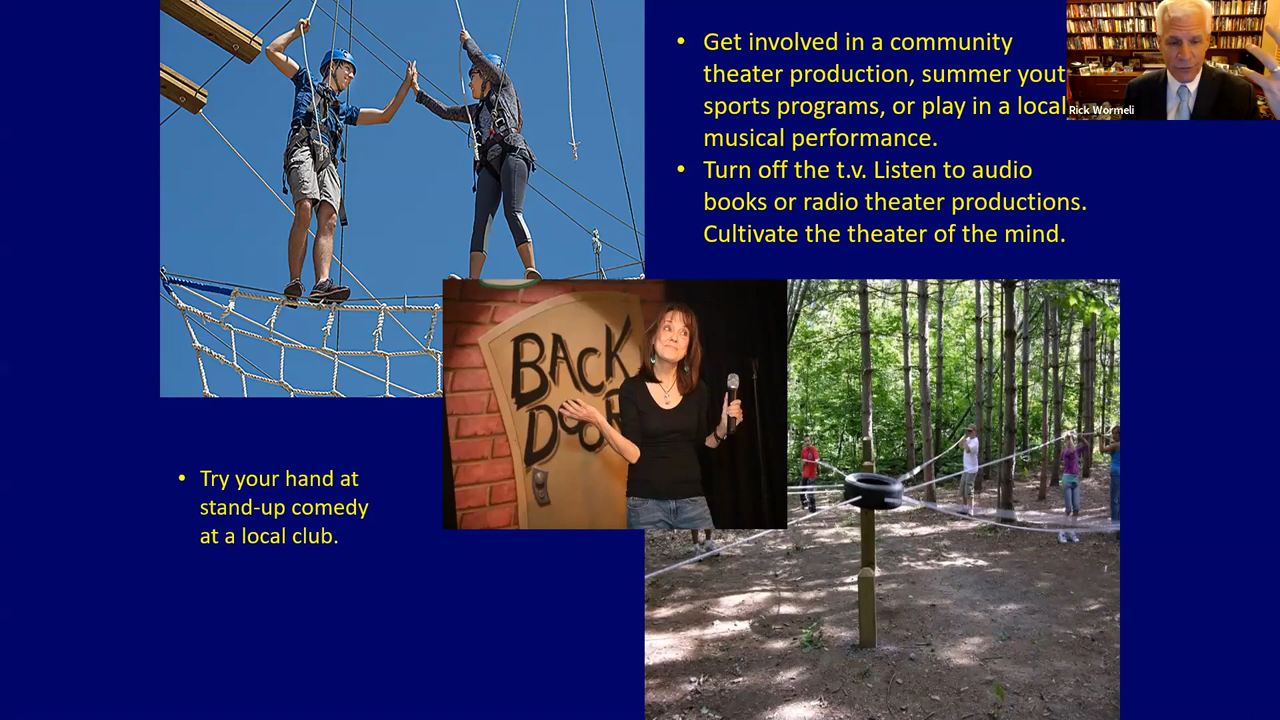 • Get involved in a community
theater production, summer yout
sports programs, or play in a local
musical performance.
• Turn off the t.v. Listen to audio
books or radio theater productions.
Cultivate the theater of the mind.
Rick Wormeli
BACK
DOOR
• Try your hand at
stand-up comedy
at a local club.